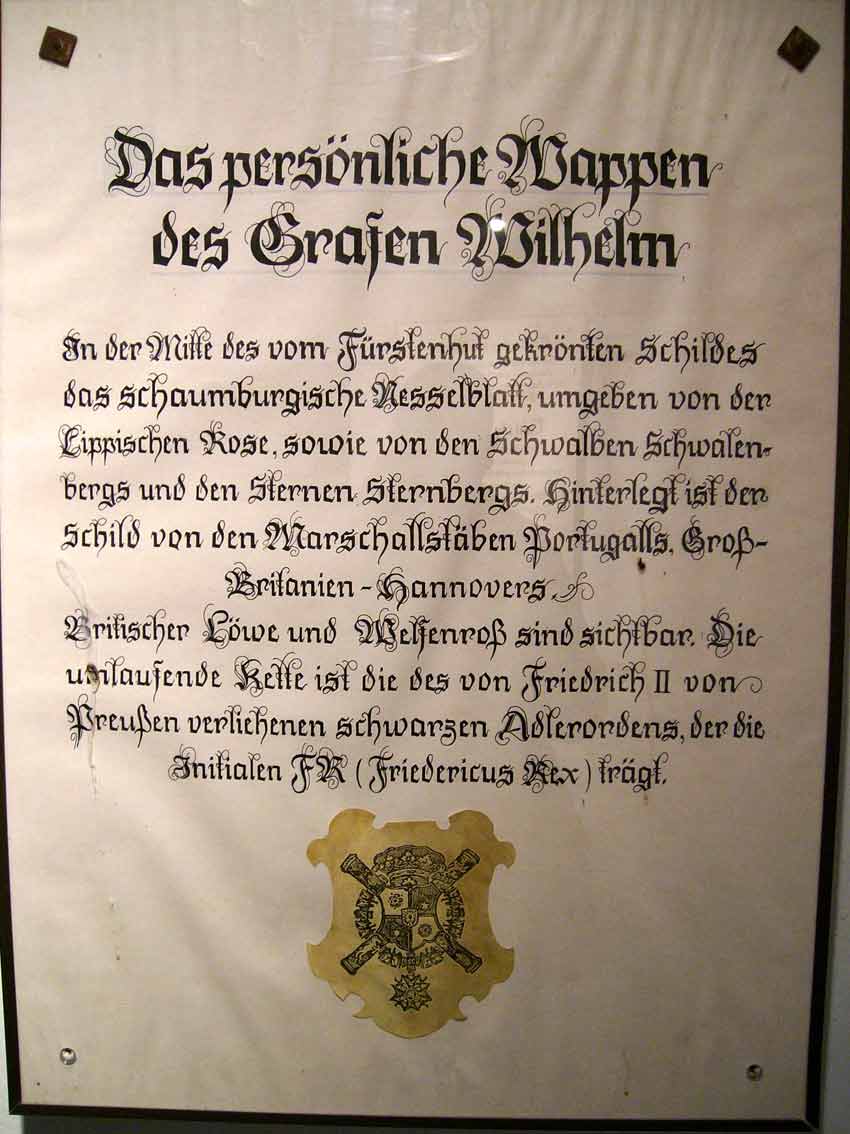 Das persönliche Wappen
des Grafen Wilhelm
In der Mitte des vom Fürstenhut gekrönten Schildes
das schaumburgische Nesselblatt, umgeben von der
Lippischen Rose, sowie von den Schwalben Schwalen-
bergs und den Sternen Sternbergs. Hinterlegt ist der
Schild von den Marschallstäben Portugalls, Groß-
Britanien - Hannovers.
Britischer Löwe und Welfenroß sind sichtbar. Die
umlaufende Kette ist die des von Friedrich II von
Preußen verliehenen schwarzen Adlerordens, der die
Initialen FR (Friedericus Rex) trägt.